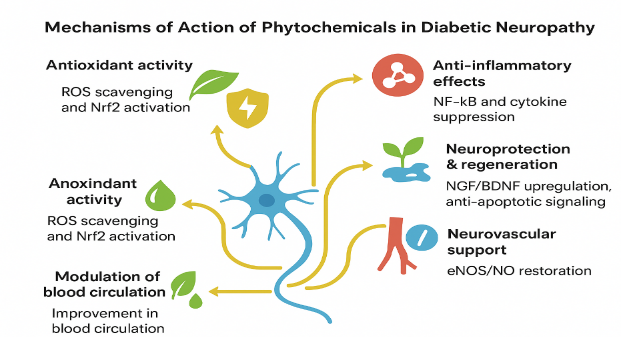 Mechanisms of Action of Phytochemicals in Diabetic Neuropathy
Antioxidant activity
ROS scavenging
and Nrf2 activation
Anoxindant
activity
ROS scavenging
and Nrf2 activation
Modulation of
blood circulation
Improvement in
blood circulation
Anti-inflammatory
effects
NF-kB and cytokine
suppression
Neuroprotection
& regeneration
NGF/BDNF upregulation,
anti-apoptotic signaling
Neurovascular
support
eNOS/NO restoration